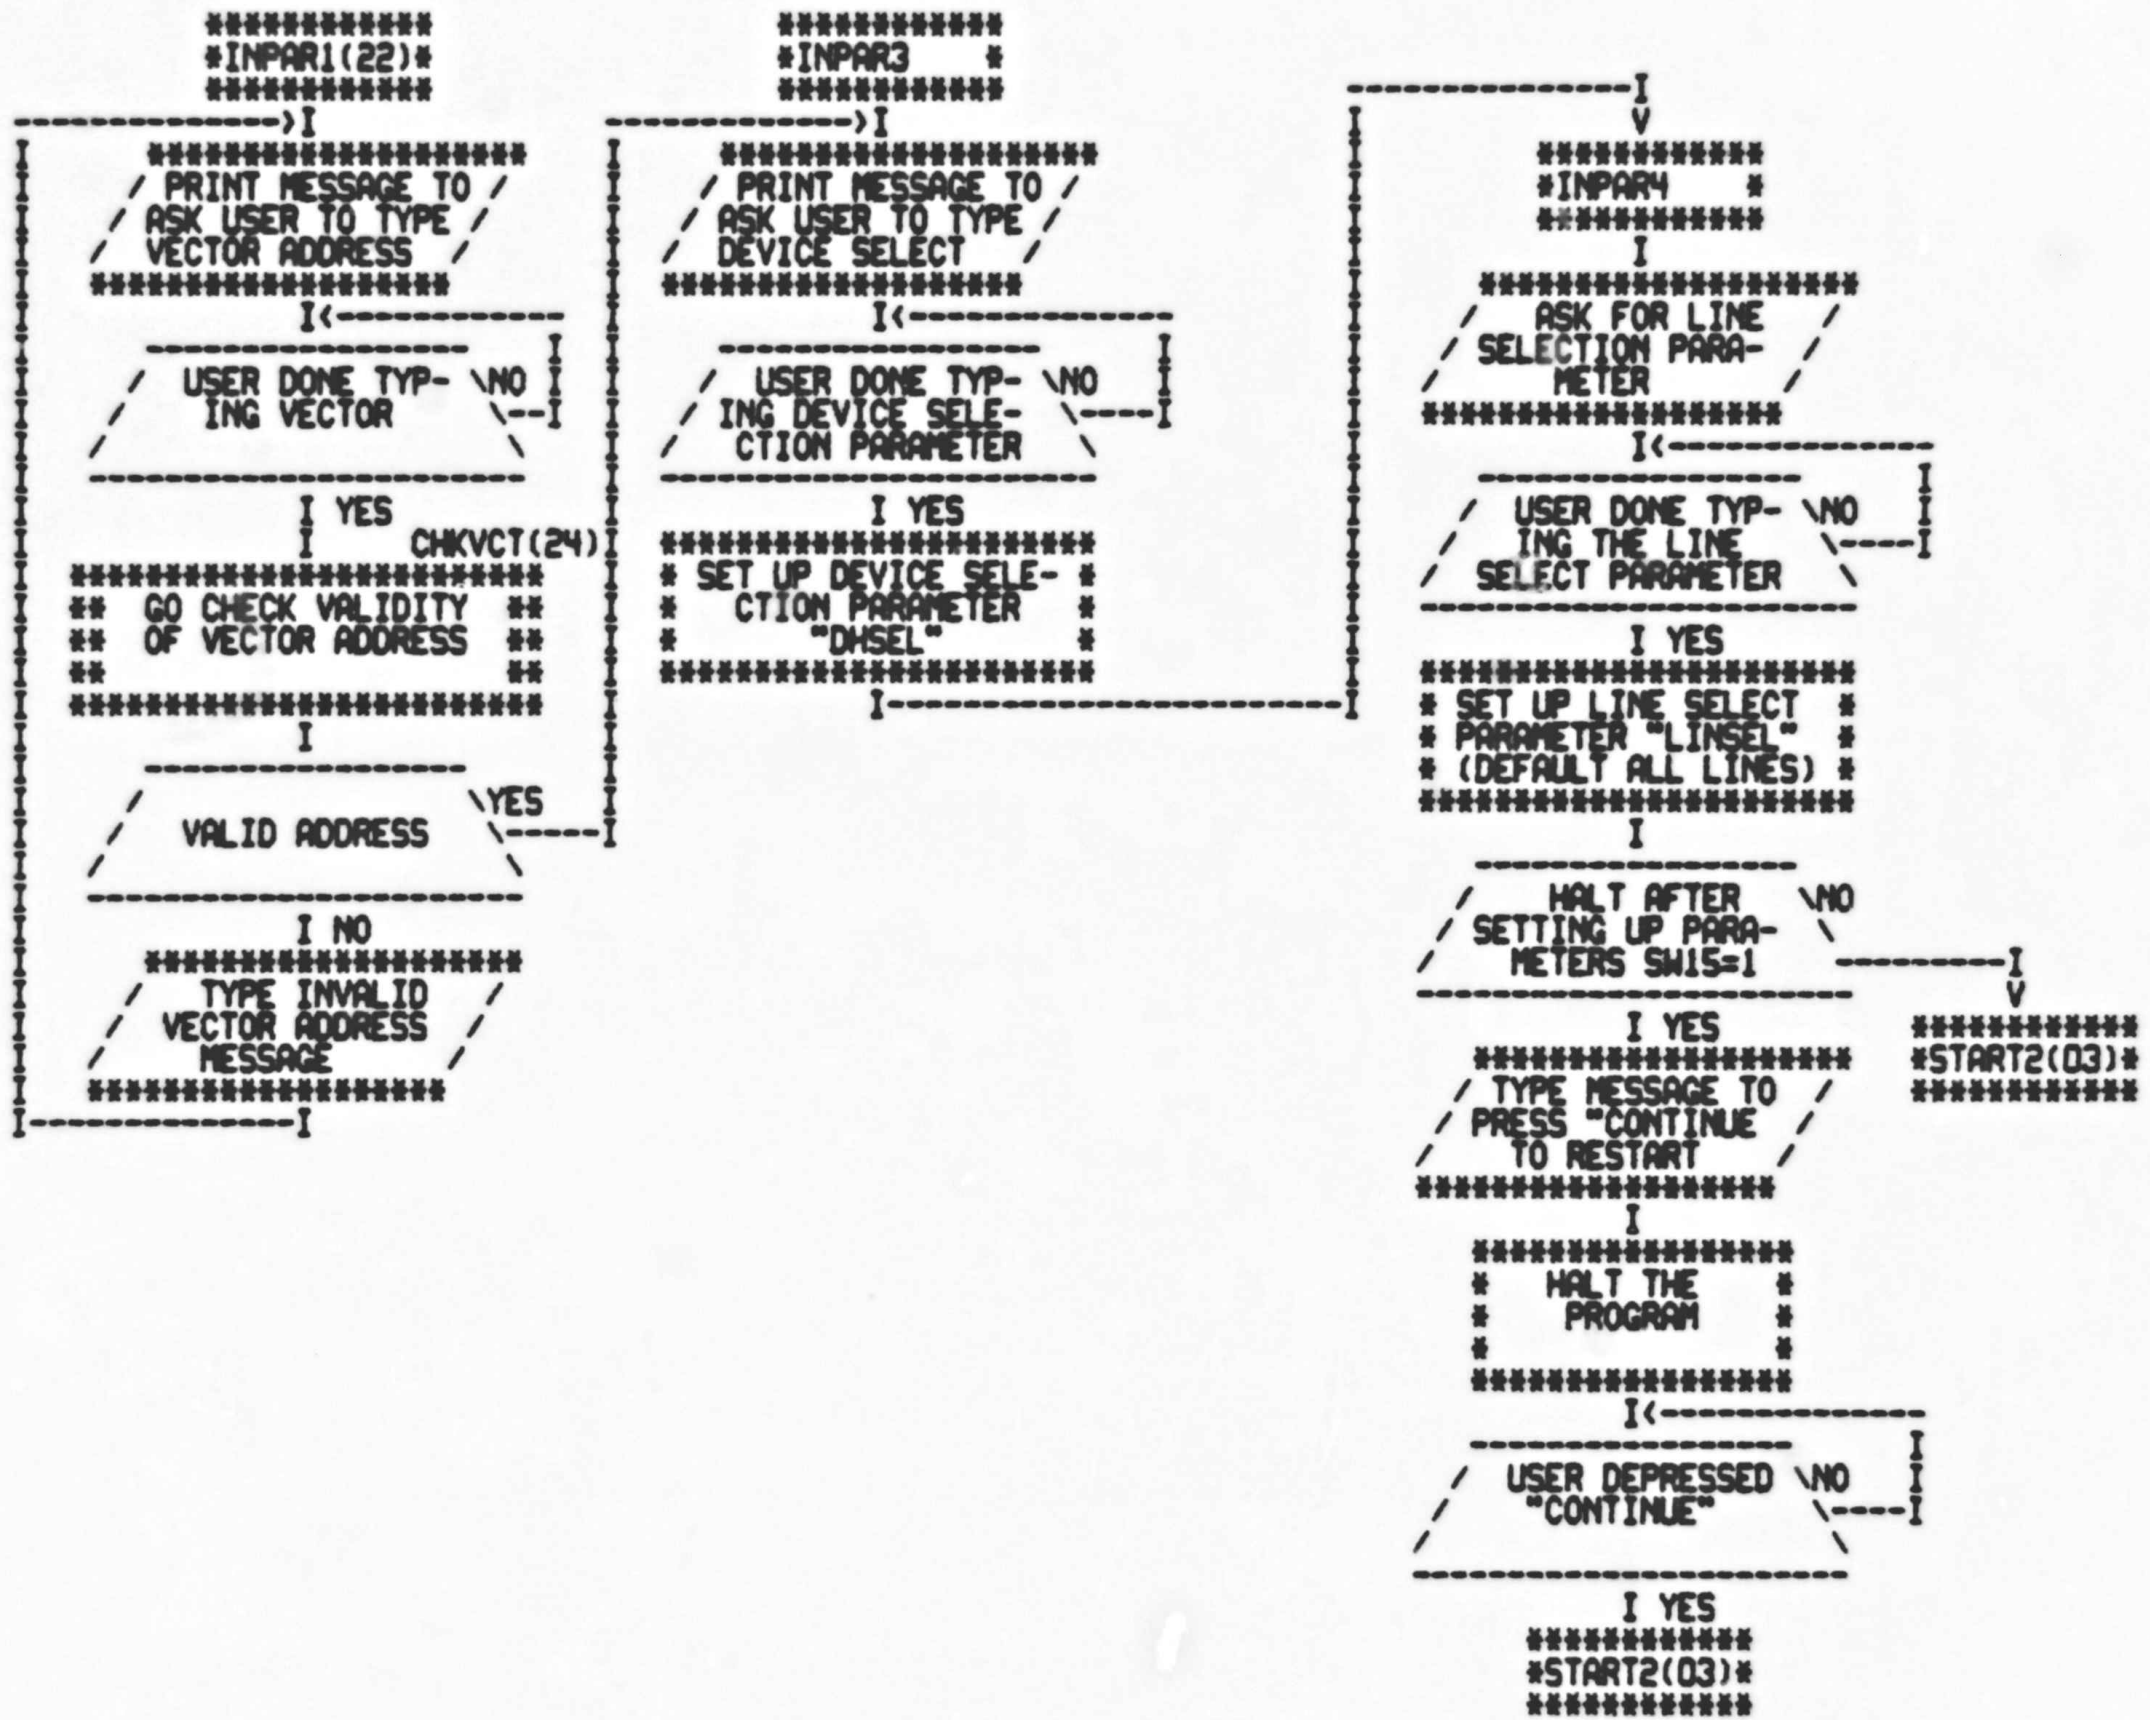 *INPAR1(22)*
PRINT MESSAGE TO
ASK USER TO TYPE
VECTOR ADDRESS
USER DONE TYP- \NO
ING VECTOR
I YES
CHKVCT(24)
** GO CHECK VALIDITY **
** OF VECTOR ADDRESS **
VALID ADDRESS
\YES
I NO
TYPE INVALID
VECTOR ADDRESS
MESSAGE
*INPAR3 *
PRINT MESSAGE TO
ASK USER TO TYPE
DEVICE SELECT
USER DONE TYP- \NO
ING DEVICE SELE-
CTION PARAMETER
I YES
* SET UP DEVICE SELE- *
* CTION PARAMETER *
* "DHSEL" *
*INPAR4 *
ASK FOR LINE
SELECTION PARA-
METER
USER DONE TYP- \NO
ING THE LINE
SELECT PARAMETER
I YES
* SET UP LINE SELECT *
* PARAMETER "LINSEL" *
* (DEFAULT ALL LINES) *
HALT AFTER \NO
SETTING UP PARA-
METERS SW15=1
*START2(03)*
I YES
TYPE MESSAGE TO
PRESS "CONTINUE
TO RESTART
* HALT THE *
* PROGRAM *
USER DEPRESSED \NO
"CONTINUE"
I YES
*START2(03)*